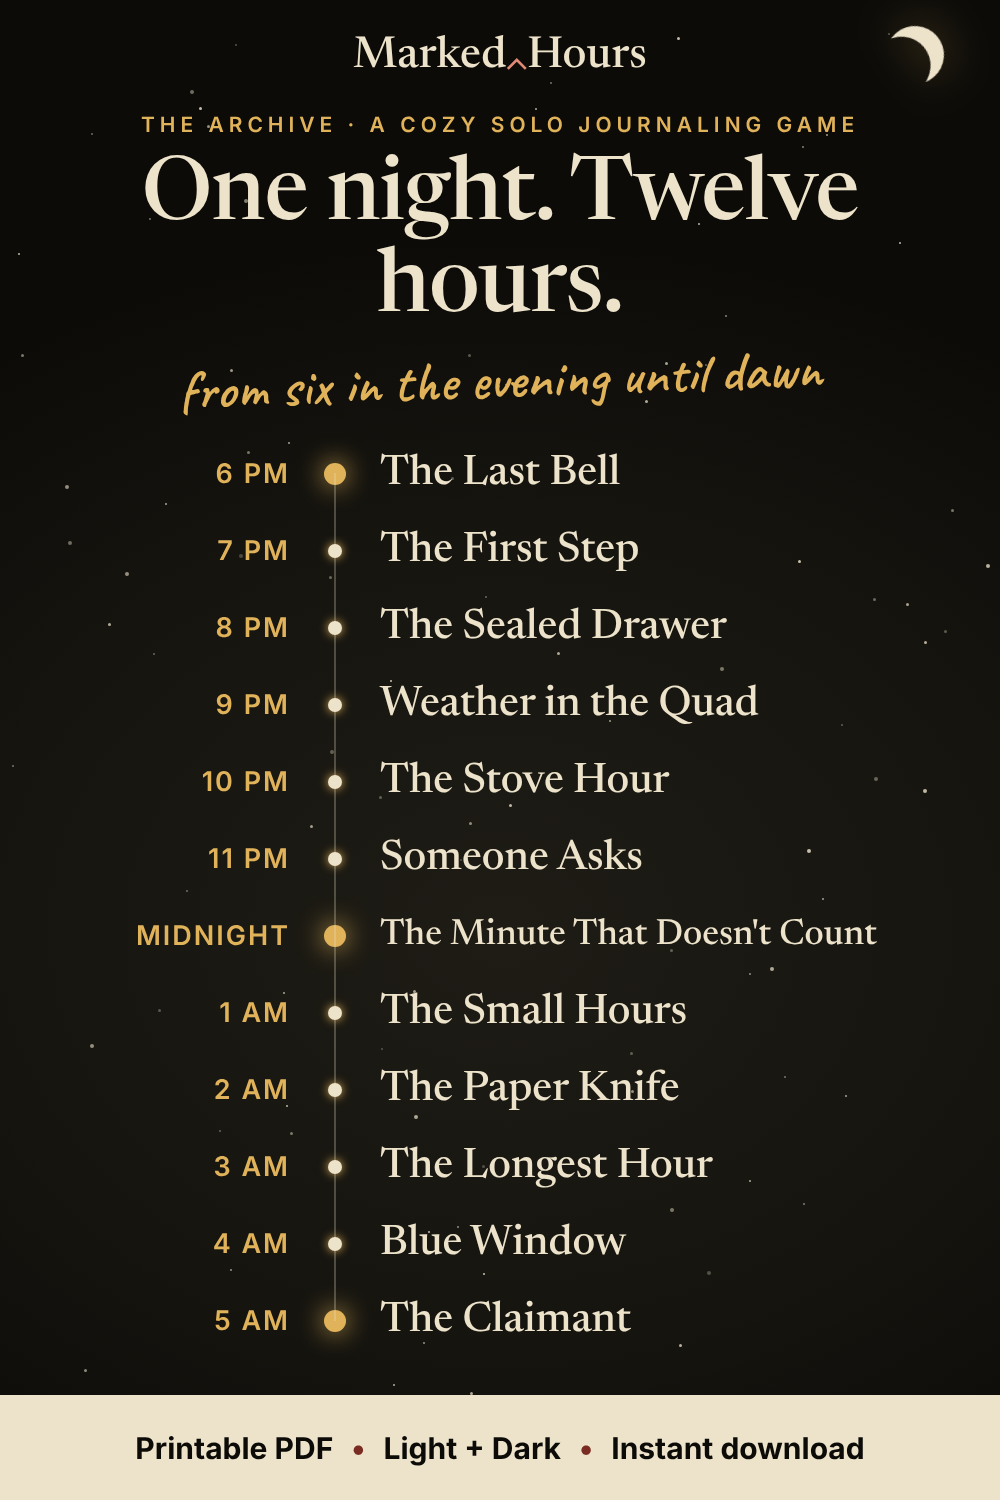 Marked‸Hours
THE ARCHIVE · A COZY SOLO JOURNALING GAME
One night. Twelve
hours.
from six in the evening until dawn
6 PM The Last Bell
7 PM The First Step
8 PM The Sealed Drawer
9 PM Weather in the Quad
10 PM The Stove Hour
11 PM Someone Asks
MIDNIGHT The Minute That Doesn't Count
1 AM The Small Hours
2 AM The Paper Knife
3 AM The Longest Hour
4 AM Blue Window
5 AM The Claimant
Printable PDF • Light + Dark • Instant download